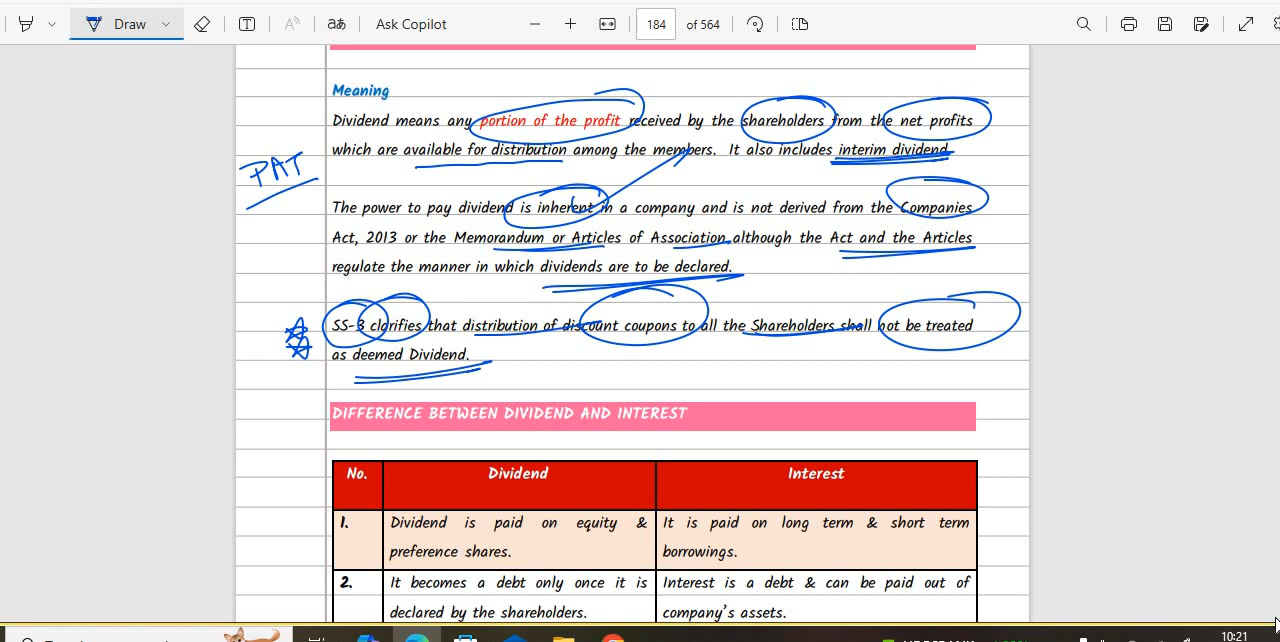 Draw
T
aあ
Ask Copilot
184 of 564
Meaning
Dividend means any portion of the profit received by the shareholders from the net profits
which are available for distribution among the members. It also includes interim dividend.
PAT
The power to pay dividend is inherent in a company and is not derived from the Companies
Act, 2013 or the Memorandum or Articles of Association although the Act and the Articles
regulate the manner in which dividends are to be declared.
SS-3 clarifies that distribution of discount coupons to all the Shareholders shall not be treated
as deemed Dividend.
DIFFERENCE BETWEEN DIVIDEND AND INTEREST
No. Dividend Interest
1. Dividend is paid on equity & It is paid on long term & short term
preference shares. borrowings.
2. It becomes a debt only once it is Interest is a debt & can be paid out of
declared by the shareholders. company's assets.
10:21